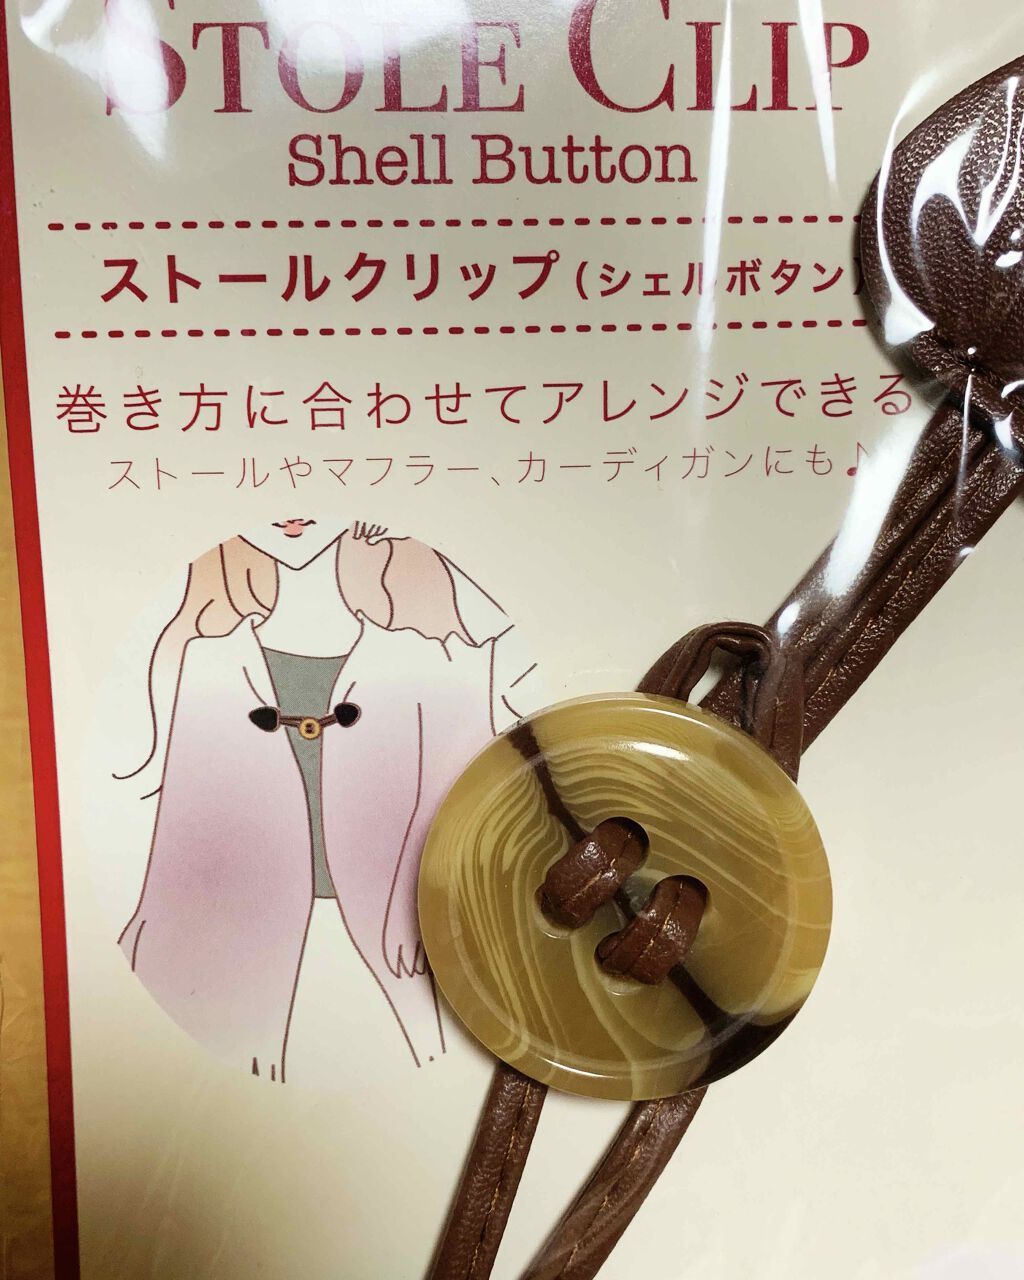 STOLE CLIP
Shell Button
ストールクリップ(シェルボタン)
巻き方に合わせてアレンジできる
ストールやマフラー、カーディガンにも♪